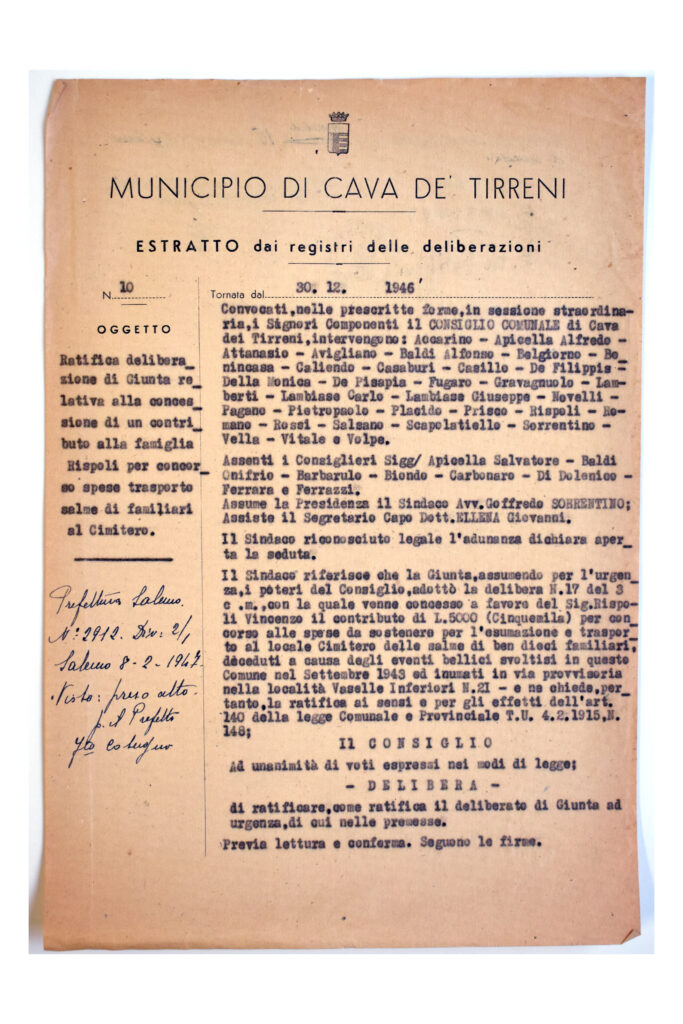 MUNICIPIO DI CAVA DE' TIRRENI
ESTRATTO dai registri delle deliberazioni
N. 10
Tornata dal 30. 12. 1946
OGGETTO
Ratifica delibera_
zione di Giunta re_
lativa alla conces_
sione di un contri_
buto alla famiglia
Rispoli per concor_
so spese trasporto
salme di familiari
al Cimitero.
Prefettura Salerno.
N° 2912. Div: 2/1
Salerno 8-2-1947.
Visto: preso atto.
p. il Prefetto
fto Cotugno
Convocati,nelle prescritte forme,in sessione straordina_
ria,i Signori Componenti il CONSIGLIO COMUNALE di Cava
dei Tirreni,intervengono: Accarino - Apicella Alfredo -
Attanasio - Avigliano - Baldi Alfonso - Belgiorno - Be_
nincasa - Caliendo - Casaburi - Casillo - De Filippis -
Della Monica - De Pisapia - Fugaro - Gravagnuolo - Lam_
berti - Lambiase Carlo - Lambiase Giuseppe - Novelli -
Pagano - Pietropaolo - Placido - Prisco - Rispoli - Ro_
mano - Rossi - Salsano - Scapolatiello - Sorrentino -
Vella - Vitale e Volpe.
Assenti i Consiglieri Sigg/ Apicella Salvatore - Baldi
Onifrio - Barbarulo - Biondo - Carbonaro - Di Dolenico -
Ferrara e Ferrazzi.
Assume la Presidenza il Sindaco Avv.Goffredo SORRENTINO;
Assiste il Segretario Capo Dott.ELLENA Giovanni.
Il Sindaco riconosciuto legale l'adunanza dichiara aper_
ta la seduta.
Il Sindaco riferisce che la Giunta,assumendo per l'urgen_
za,i poteri del Consiglio,adottò la delibera N.17 del 3
c .m.,con la quale venne concesso a favore del Sig.Rispo_
li Vincenzo il contributo di L.5000 (Cinquemila) per con_
corso alle spese da sostenere per l'esumazione e traspor_
to al locale Cimitero delle salme di ben dieci familiari,
deceduti a causa degli eventi bellici svoltisi in questo
Comune nel Settembre 1943 ed inumati in via provvisoria
nella località Vaselle Inferiori N.21 - e ne chiede,per_
tanto,la ratifica ai sensi e per gli effetti dell'art.
140 della legge Comunale e Provinciale T.U. 4.2.1915,N.
148;
Il CONSIGLIO
Ad unanimità di voti espressi nei modi di legge;
- DELIBERA -
di ratificare,come ratifica il deliberato di Giunta ad
urgenza,di cui nelle premesse.
Previa lettura e conferma. Seguono le firme.